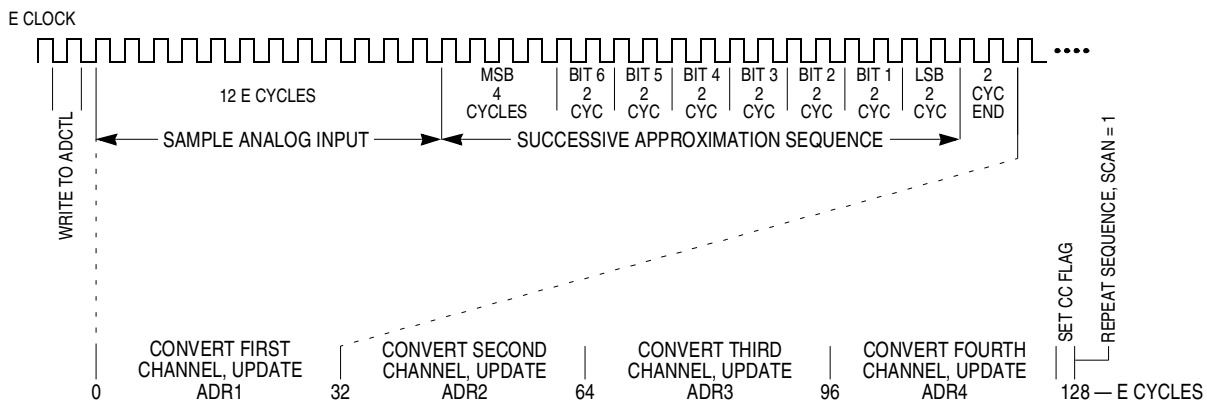 E CLOCK
12 E CYCLES
MSB
4
CYCLES
BIT 6
2
CYC
BIT 5
2
CYC
BIT 4
2
CYC
BIT 3
2
CYC
BIT 2
2
CYC
BIT 1
2
CYC
LSB
2
CYC
2
CYC
END
WRITE TO ADCTL
SAMPLE ANALOG INPUT
SUCCESSIVE APPROXIMATION SEQUENCE
SET CC FLAG
REPEAT SEQUENCE, SCAN = 1
CONVERT FIRST
CHANNEL, UPDATE
ADR1
CONVERT SECOND
CHANNEL, UPDATE
ADR2
CONVERT THIRD
CHANNEL, UPDATE
ADR3
CONVERT FOURTH
CHANNEL, UPDATE
ADR4
0
32
64
96
128 — E CYCLES